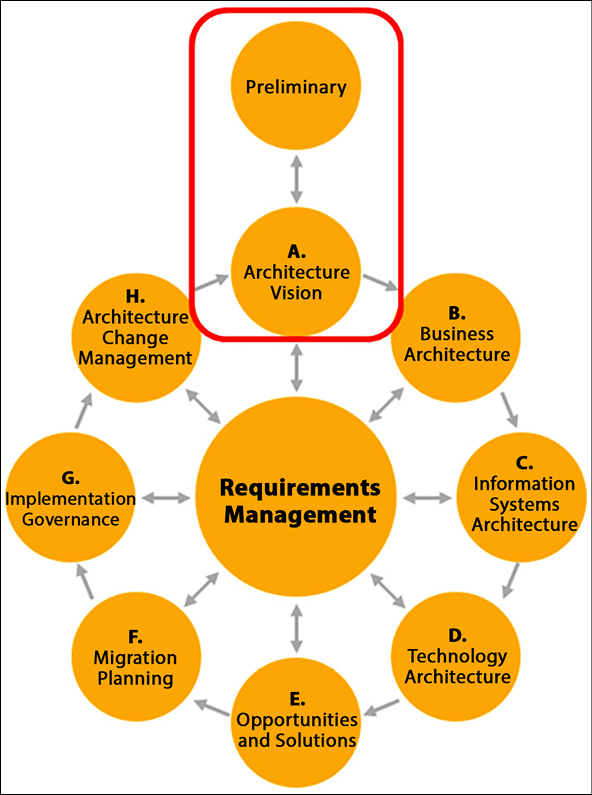 Preliminary
A.
Architecture
Vision
B.
Business
Architecture
C.
Information
Systems
Architecture
D.
Technology
Architecture
E.
Opportunities
and Solutions
F.
Migration
Planning
G.
Implementation
Governance
H.
Architecture
Change
Management
Requirements
Management